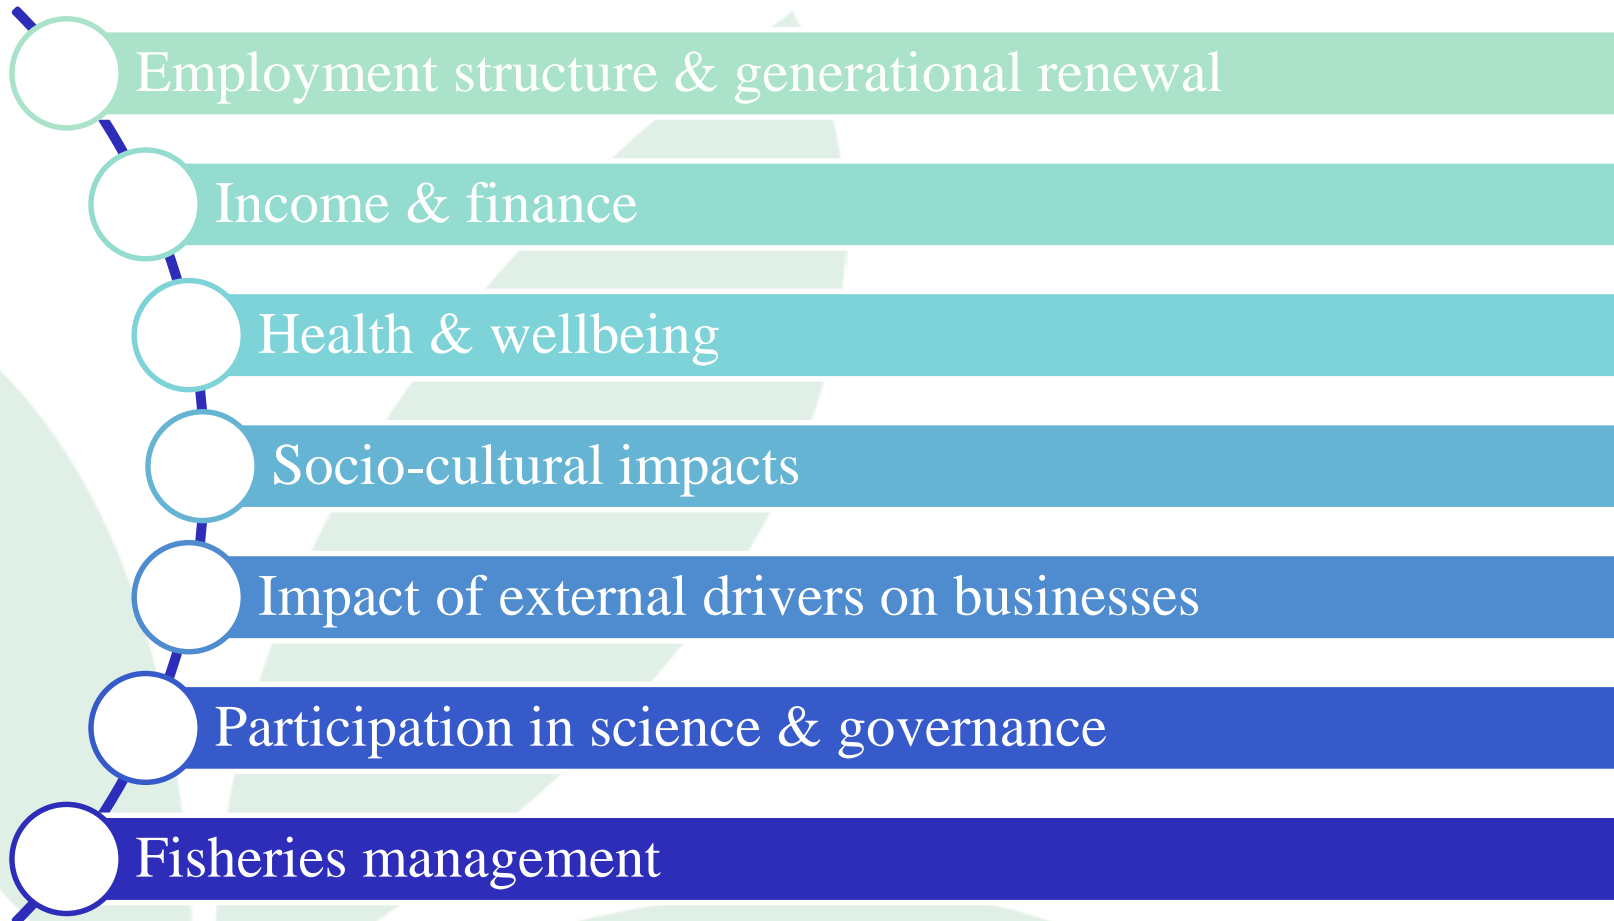 Employment structure & generational renewal
Income & finance
Health & wellbeing
Socio-cultural impacts
Impact of external drivers on businesses
Participation in science & governance
Fisheries management